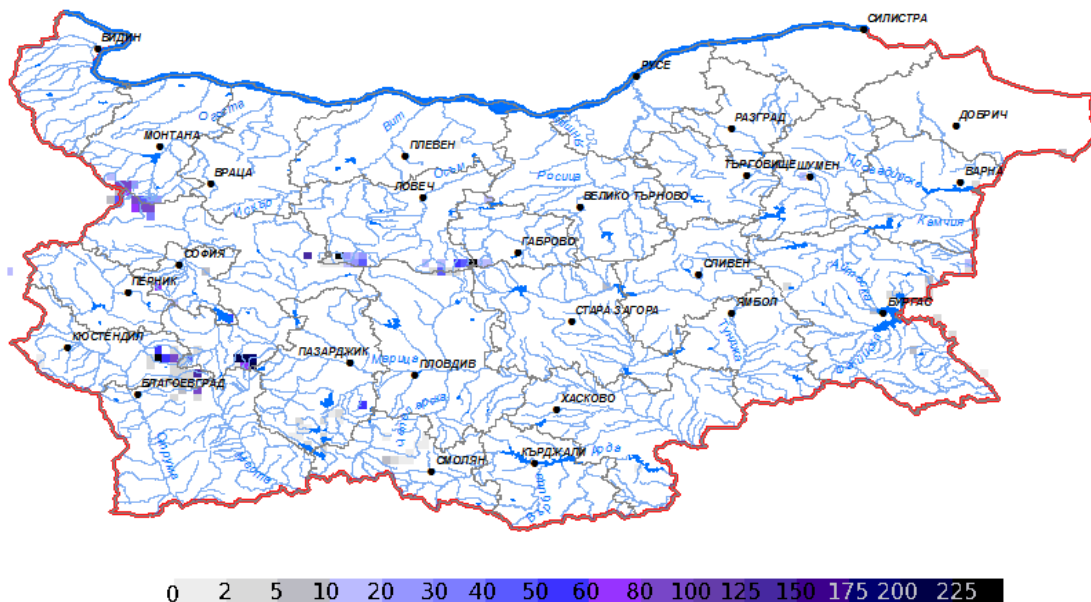 СИЛИСТРА
ВИДИН
РУСЕ
ДОБРИЧ
Огоста
Вит
РАЗГРАД
МОНТАНА
ПЛЕВЕН
ВРАЦА
Осъм
Росица
ТЪРГОВИЩЕ
ШУМЕН
ВАРНА
ЛОВЕЧ
Искър
ВЕЛИКО ТЪРНОВО
Камчия
ГАБРОВО
СОФИЯ
СЛИВЕН
ПЕРНИК
ЯМБОЛ
БУРГАС
СТАРА ЗАГОРА
Тунджа
КЮСТЕНДИЛ
ПАЗАРДЖИК
Марица
ПЛОВДИВ
БЛАГОЕВГРАД
ХАСКОВО
Струма
СМОЛЯН
КЪРДЖАЛИ
0 2 5 10 20 30 40 50 60 80 100 125 150 175 200 225